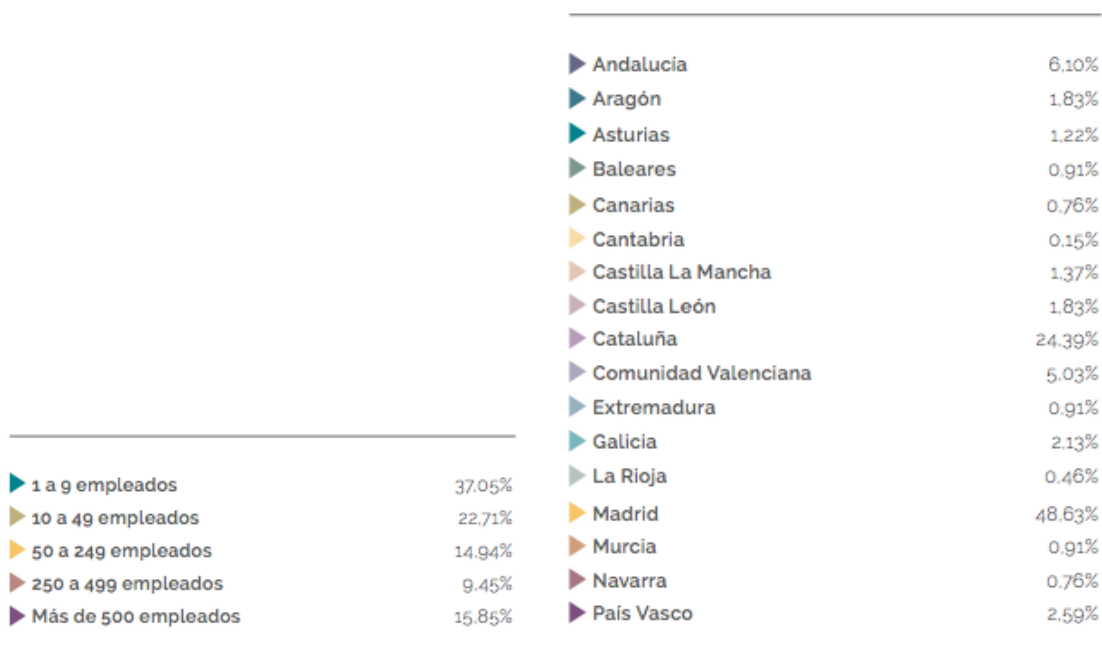 1 a 9 empleados 37,05%
10 a 49 empleados 22,71%
50 a 249 empleados 14,94%
250 a 499 empleados 9,45%
Más de 500 empleados 15,85%
Andalucía 6,10%
Aragón 1,83%
Asturias 1,22%
Baleares 0,91%
Canarias 0,76%
Cantabria 0,15%
Castilla La Mancha 1,37%
Castilla León 1,83%
Cataluña 24,39%
Comunidad Valenciana 5,03%
Extremadura 0,91%
Galicia 2,13%
La Rioja 0,46%
Madrid 48,63%
Murcia 0,91%
Navarra 0,76%
País Vasco 2,59%